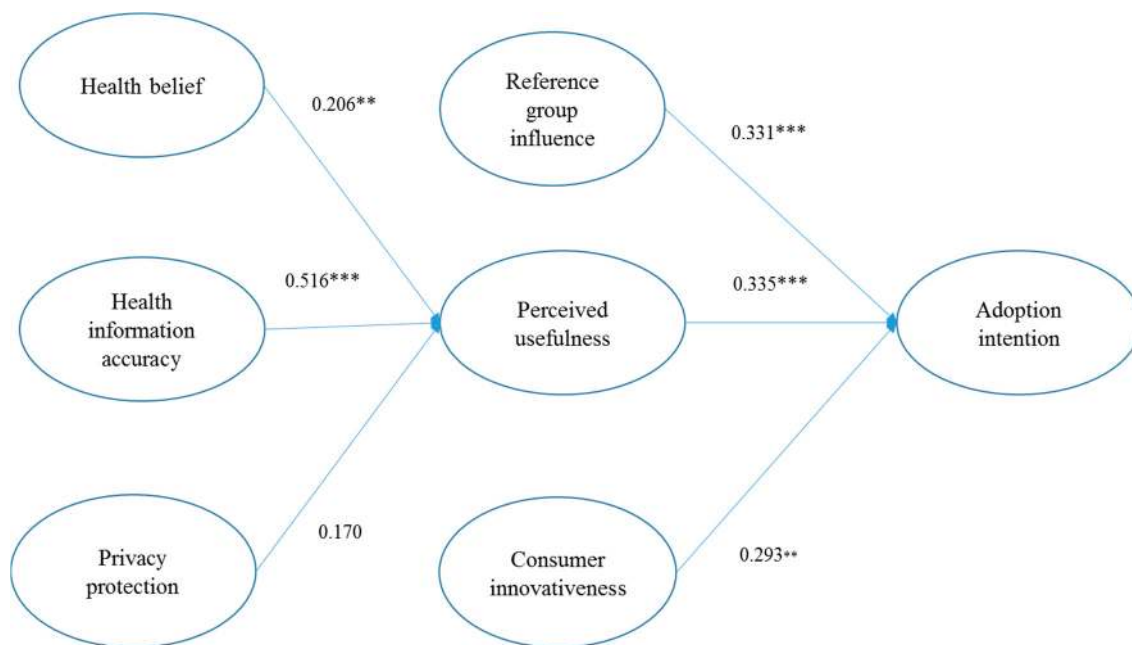 Health belief
0.206**
Reference
group
influence
0.331***
Health
information
accuracy
0.516***
Perceived
usefulness
0.335***
Adoption
intention
Privacy
protection
0.170
Consumer
innovativeness
0.293**